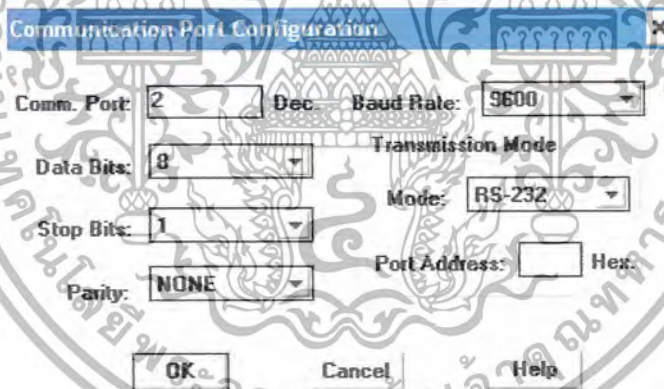 Communication Port Configuration
Comm. Port: 2 Dec. Baud Rate: 9600
Transmission Mode
Data Bits: 8
Mode: RS-232
Stop Bits: 1
Port Address: Hex.
Parity: NONE
OK Cancel Help